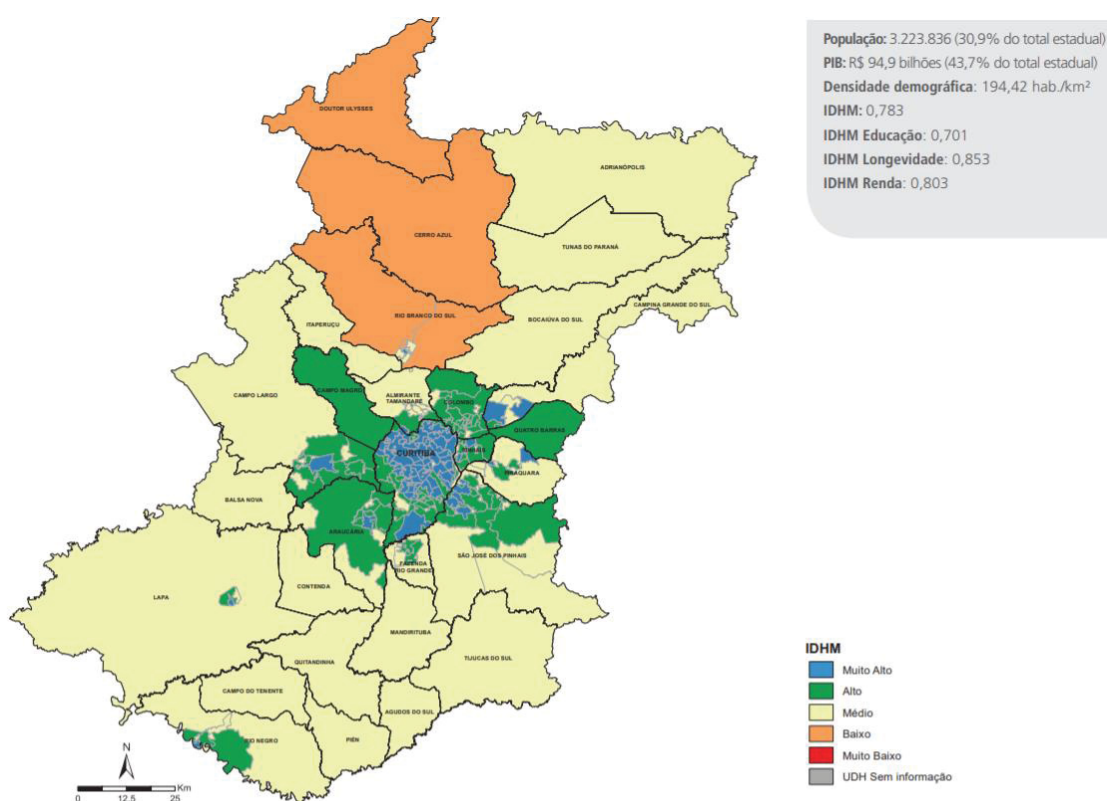 População: 3.223.836 (30,9% do total estadual)
PIB: R$ 94,9 bilhões (43,7% do total estadual)
Densidade demográfica: 194,42 hab./km²
IDHM: 0,783
IDHM Educação: 0,701
IDHM Longevidade: 0,853
IDHM Renda: 0,803
DOUTOR ULYSSES
ADRIANÓPOLIS
CERRO AZUL
TUNAS DO PARANÁ
CAMPINA GRANDE DO SUL
RIO BRANCO DO SUL
BOCAIÚVA DO SUL
ITAPERUÇU
CAMPO LARGO
CAMPO MAGRO
ALMIRANTE
TAMANDARÉ
COLOMBO
QUATRO BARRAS
CURITIBA
PINHAIS
PIRAQUARA
BALSA NOVA
ARAUCÁRIA
SÃO JOSÉ DOS PINHAIS
FAZENDA
RIO GRANDE
CONTENDA
LAPA
MANDIRITUBA
TIJUCAS DO SUL
QUITANDINHA
CAMPO DO TENENTE
AGUDOS DO SUL
RIO NEGRO
PIÊN
IDHM
Muito Alto
Alto
Médio
Baixo
Muito Baixo
UDH Sem informação
N
Km
0 12.5 25